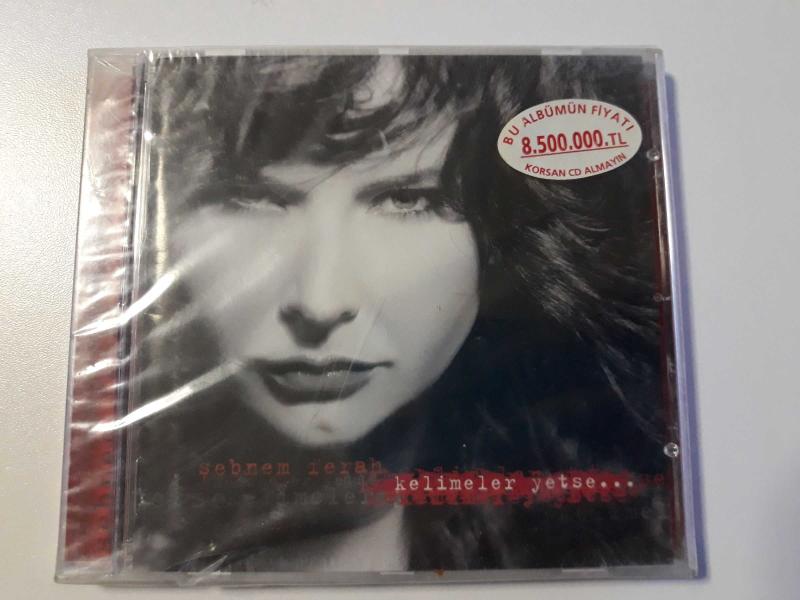 BU ALBÜMÜN FİYATI
8.500.000.TL
KORSAN CD ALMAYIN
şebnem ferah
kelimeler yetse...